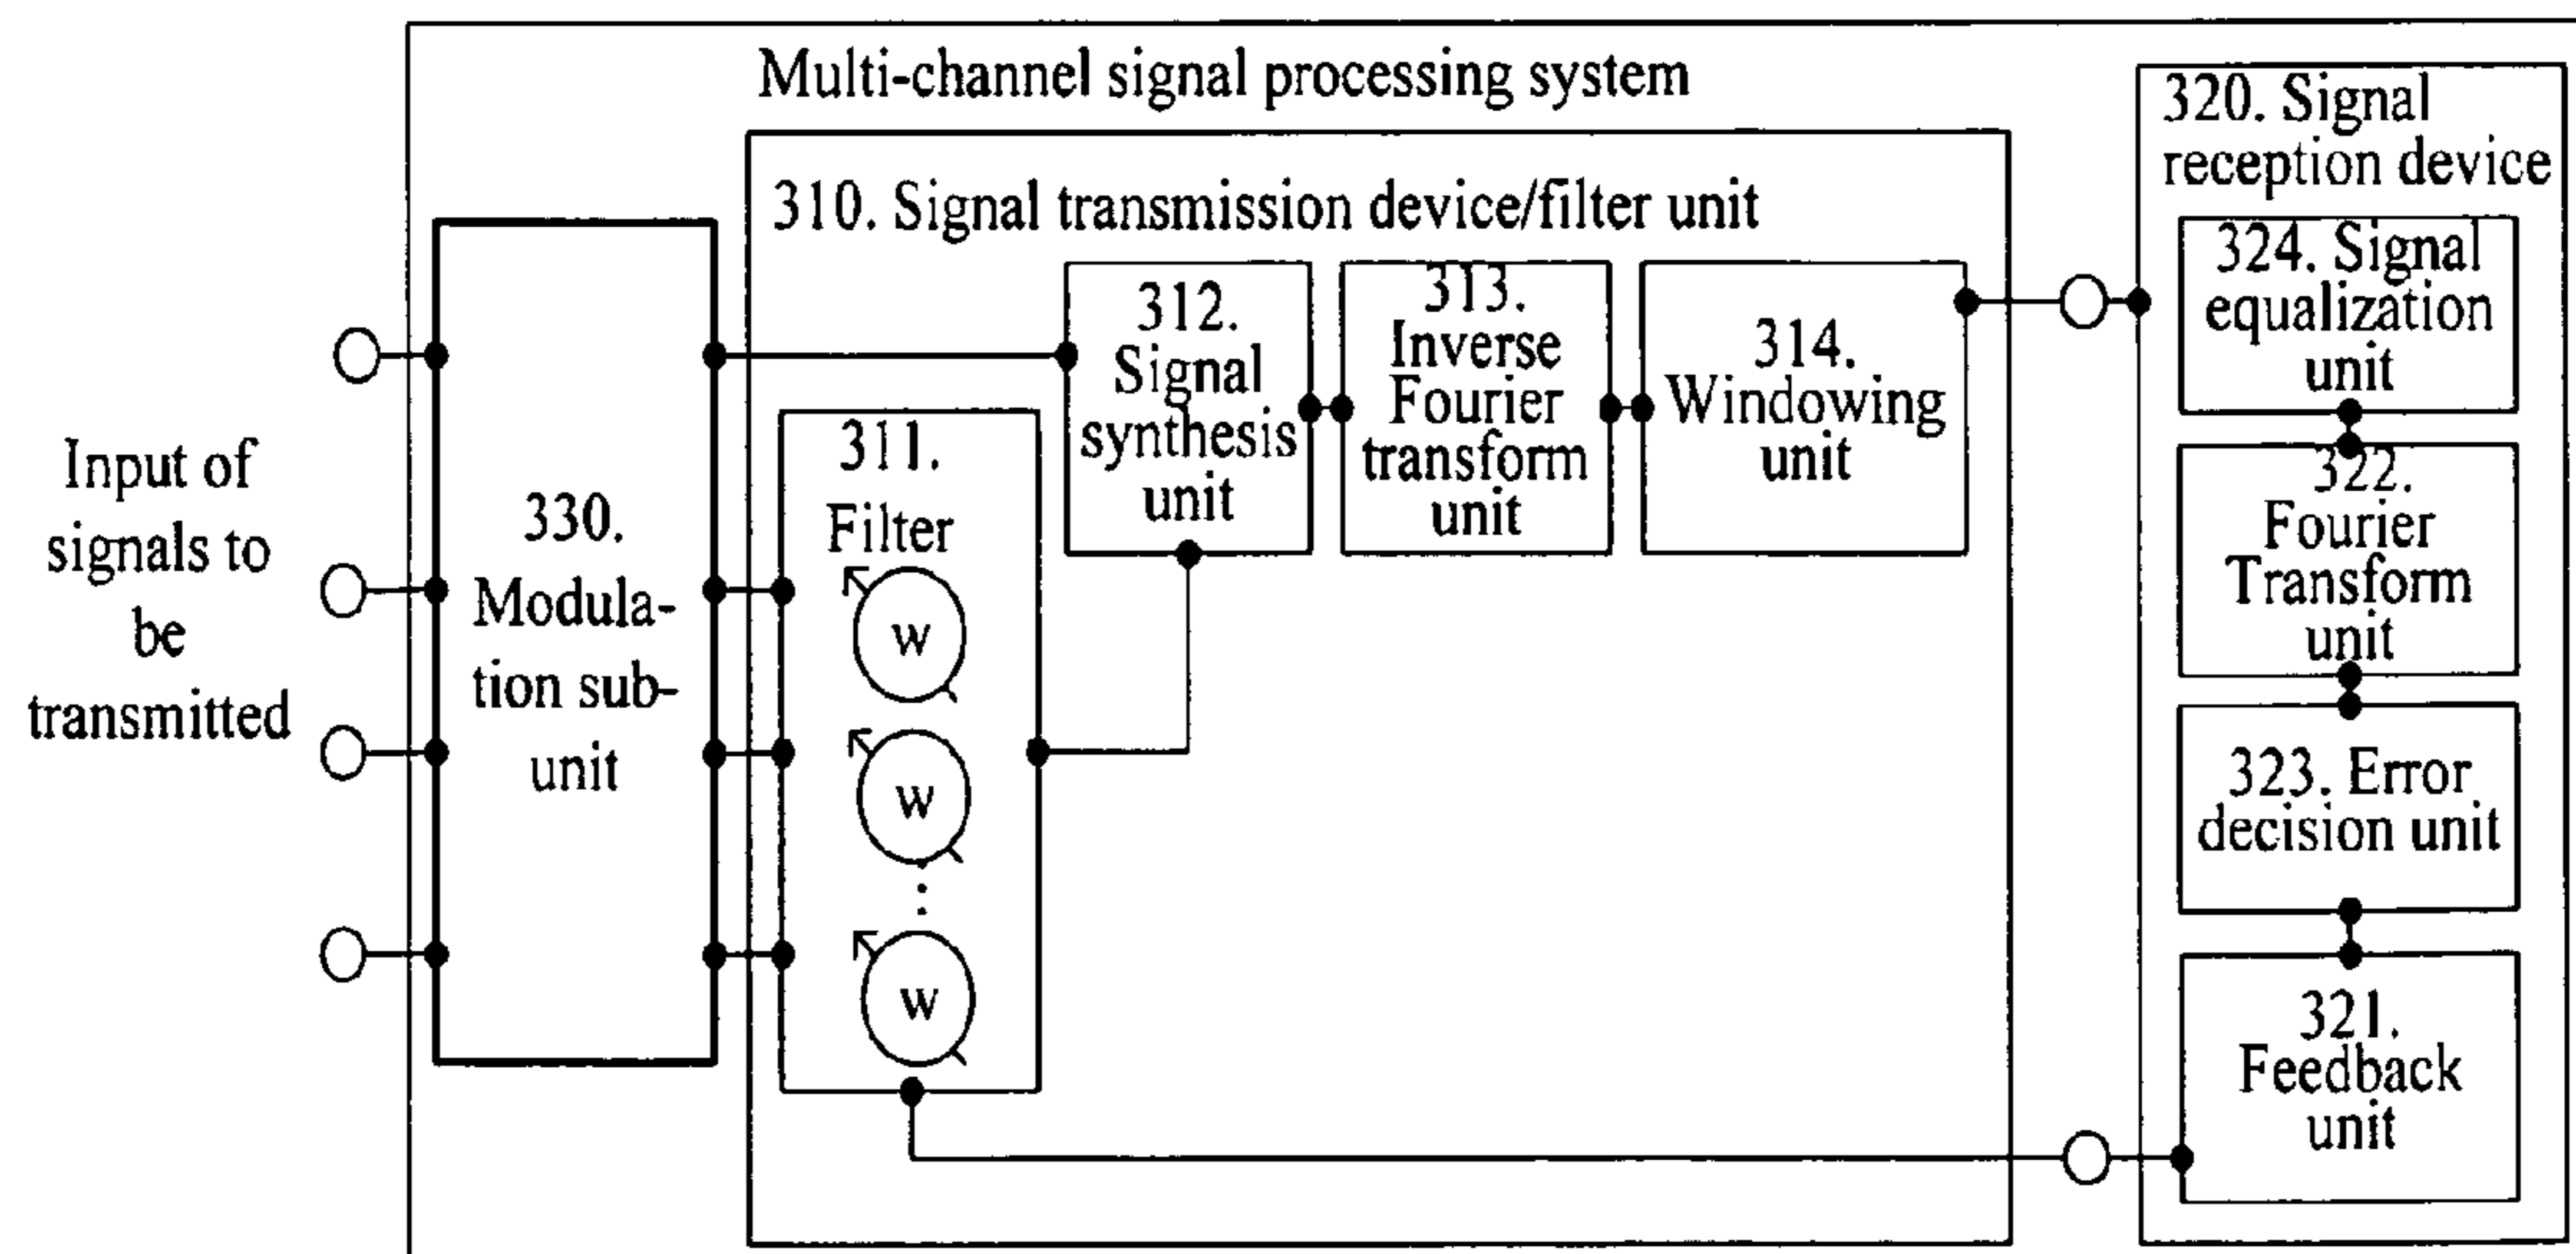 Multi-channel signal processing system
Input of
signals to
be
transmitted
330.
Modula-
tion sub-
unit
310. Signal transmission device/filter unit
311.
Filter
w
w
w
312.
Signal
synthesis
unit
313.
Inverse
Fourier
transform
unit
314.
Windowing
unit
320. Signal
reception device
324. Signal
equalization
unit
322.
Fourier
Transform
unit
323. Error
decision unit
321.
Feedback
unit